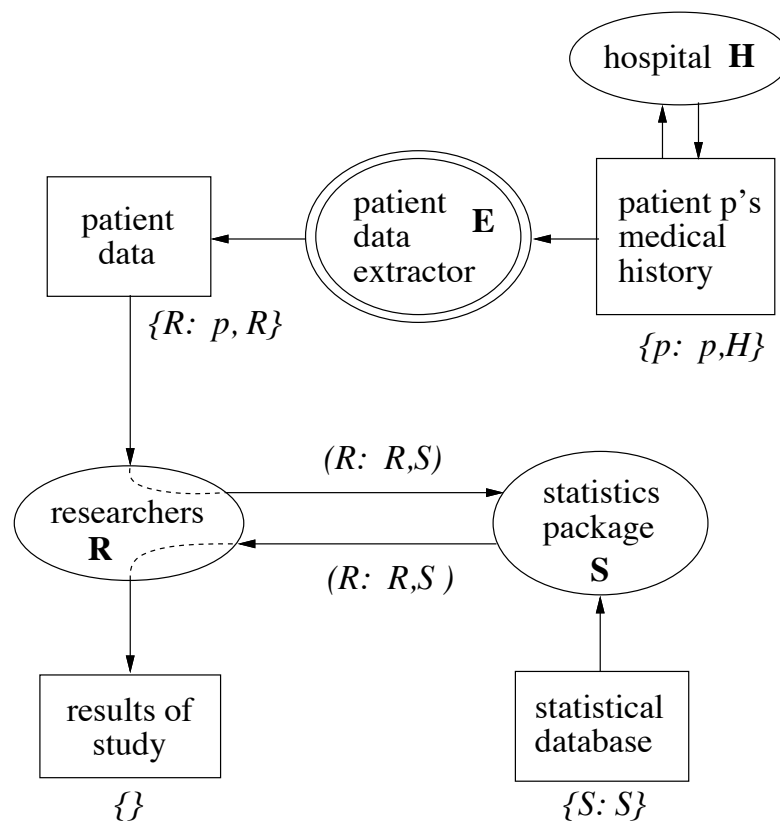 hospital H
patient
data
patient
data
extractor
E
patient p's
medical
history
{R: p, R}
{p: p,H}
(R: R,S)
researchers
R
statistics
package
S
(R: R,S )
results of
study
statistical
database
{}
{S: S}